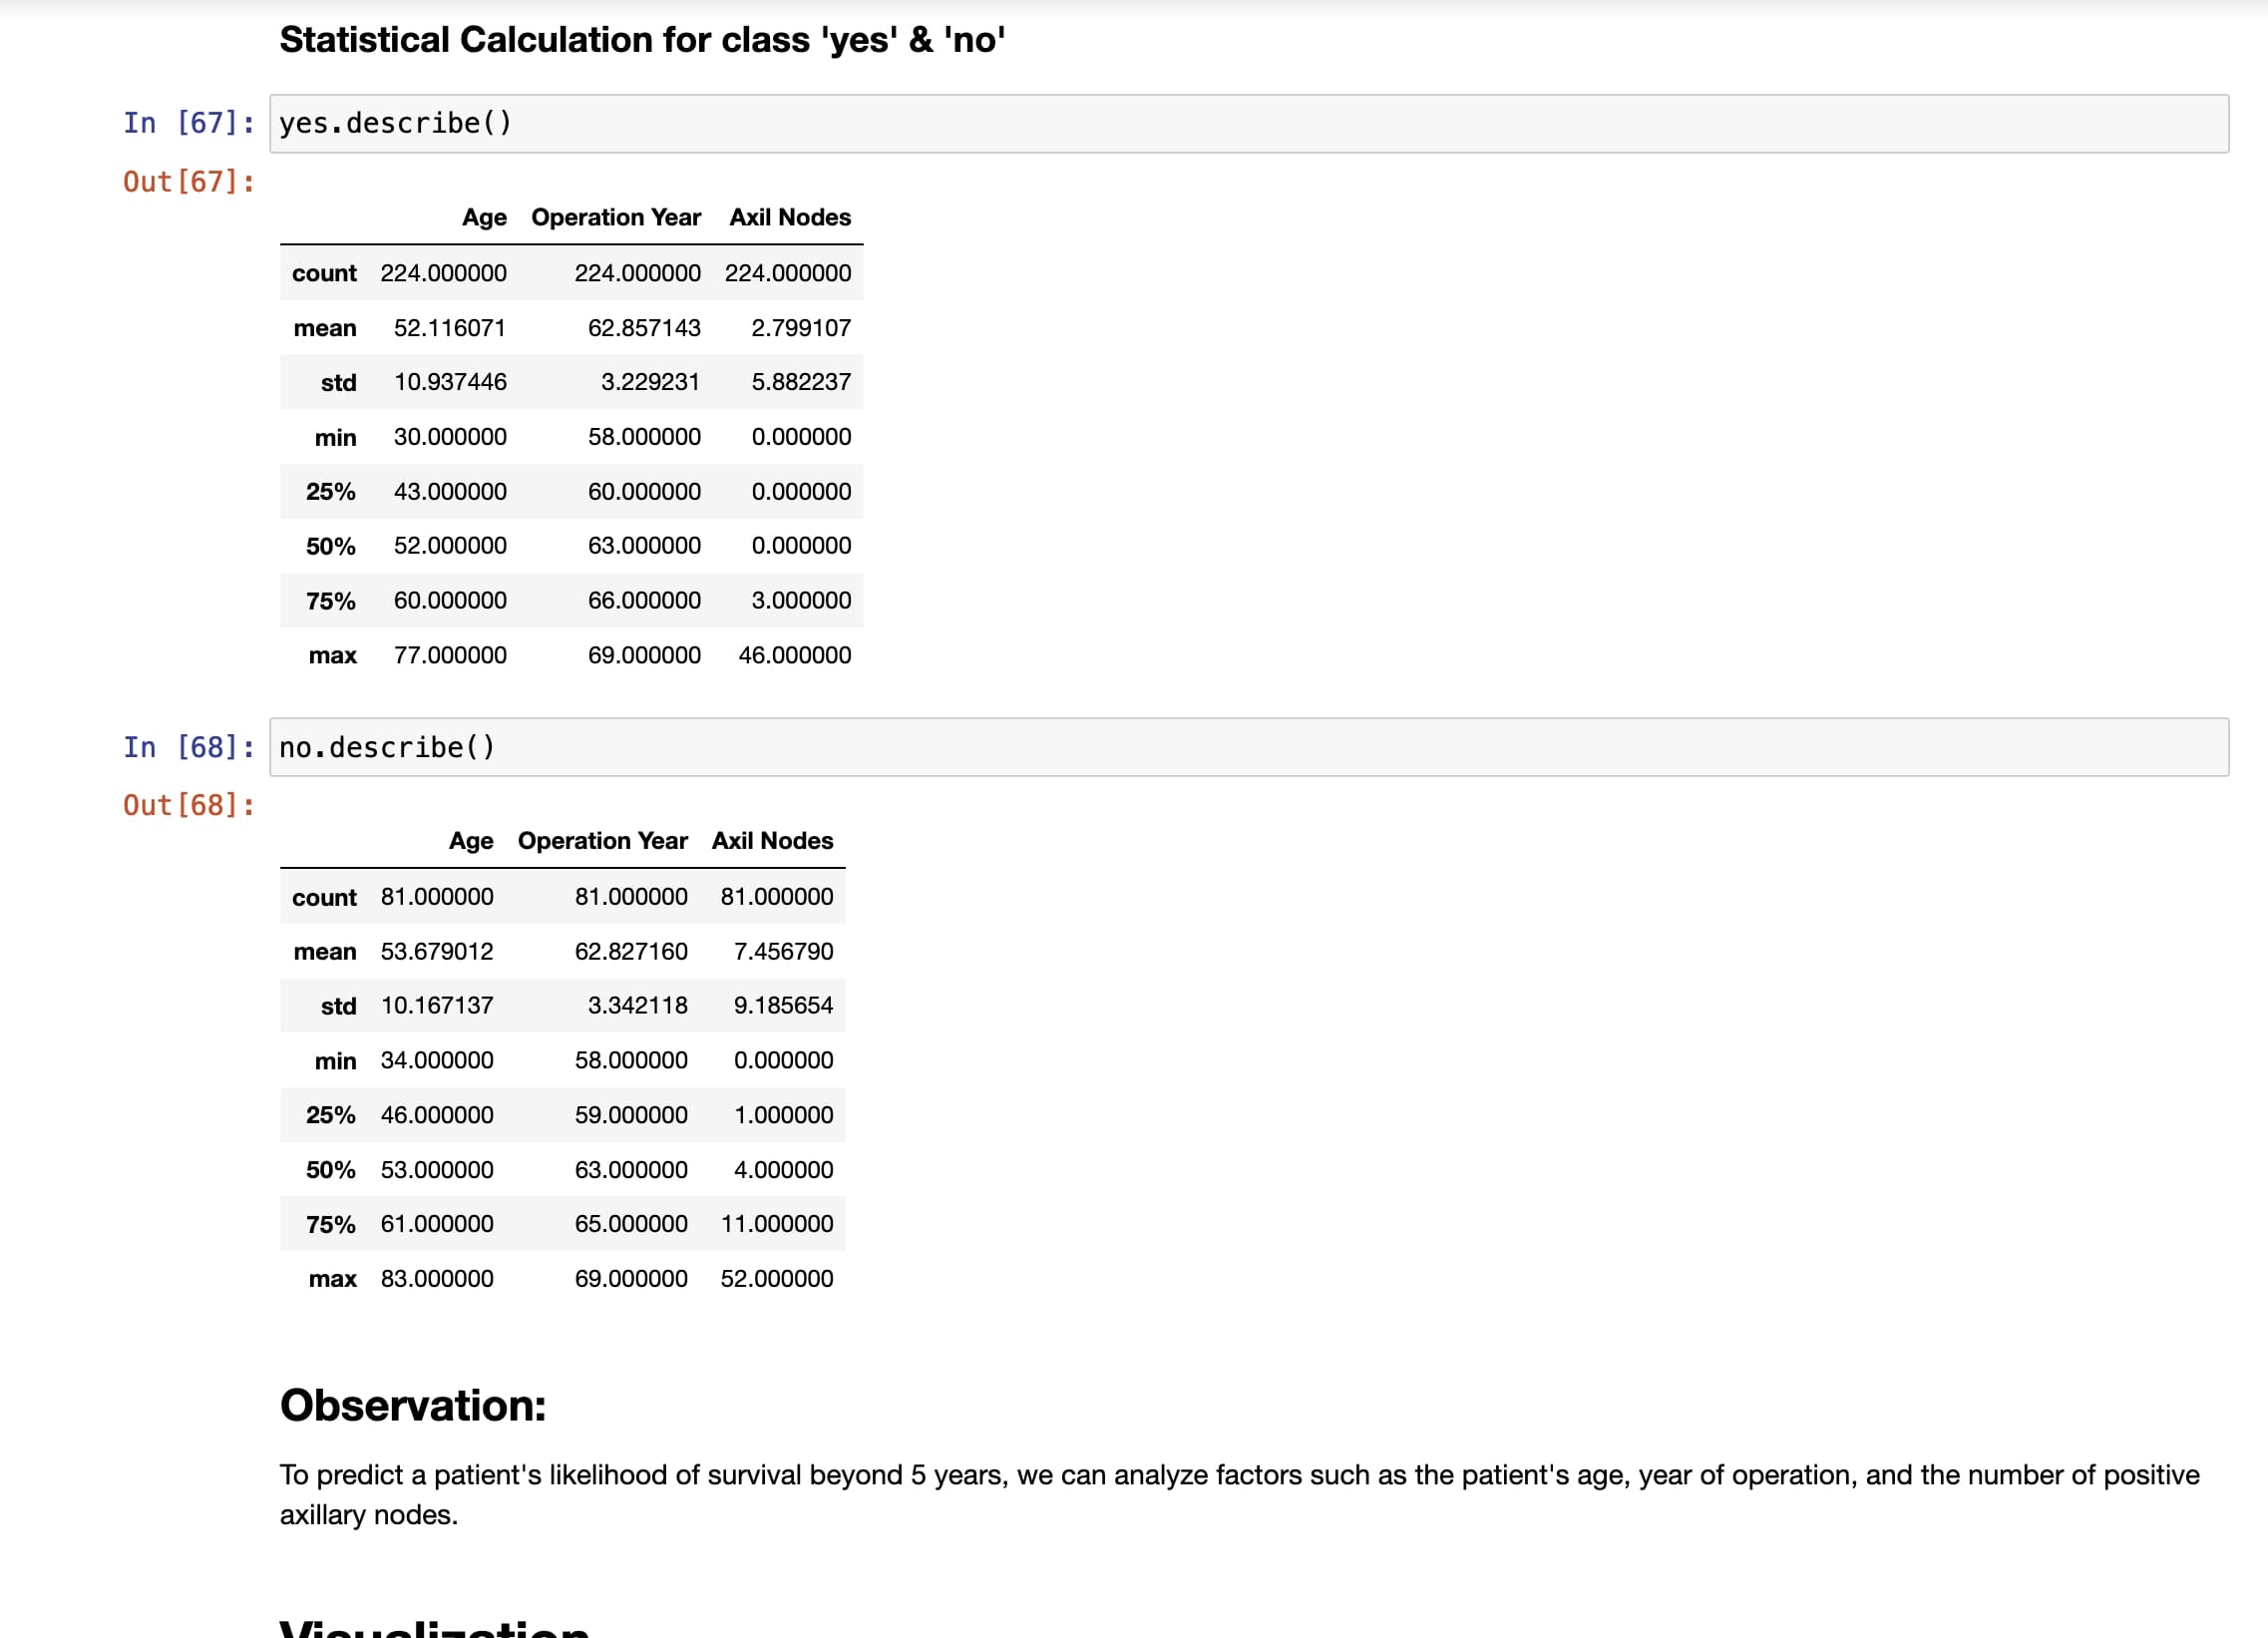 Statistical Calculation for class 'yes' & 'no'
In [67]: yes.describe()
Out[67]:
Age Operation Year Axil Nodes
count 224.000000 224.000000 224.000000
mean 52.116071 62.857143 2.799107
std 10.937446 3.229231 5.882237
min 30.000000 58.000000 0.000000
25% 43.000000 60.000000 0.000000
50% 52.000000 63.000000 0.000000
75% 60.000000 66.000000 3.000000
max 77.000000 69.000000 46.000000
In [68]: no.describe()
Out[68]:
Age Operation Year Axil Nodes
count 81.000000 81.000000 81.000000
mean 53.679012 62.827160 7.456790
std 10.167137 3.342118 9.185654
min 34.000000 58.000000 0.000000
25% 46.000000 59.000000 1.000000
50% 53.000000 63.000000 4.000000
75% 61.000000 65.000000 11.000000
max 83.000000 69.000000 52.000000
Observation:
To predict a patient's likelihood of survival beyond 5 years, we can analyze factors such as the patient's age, year of operation, and the number of positive
axillary nodes.
Visualization